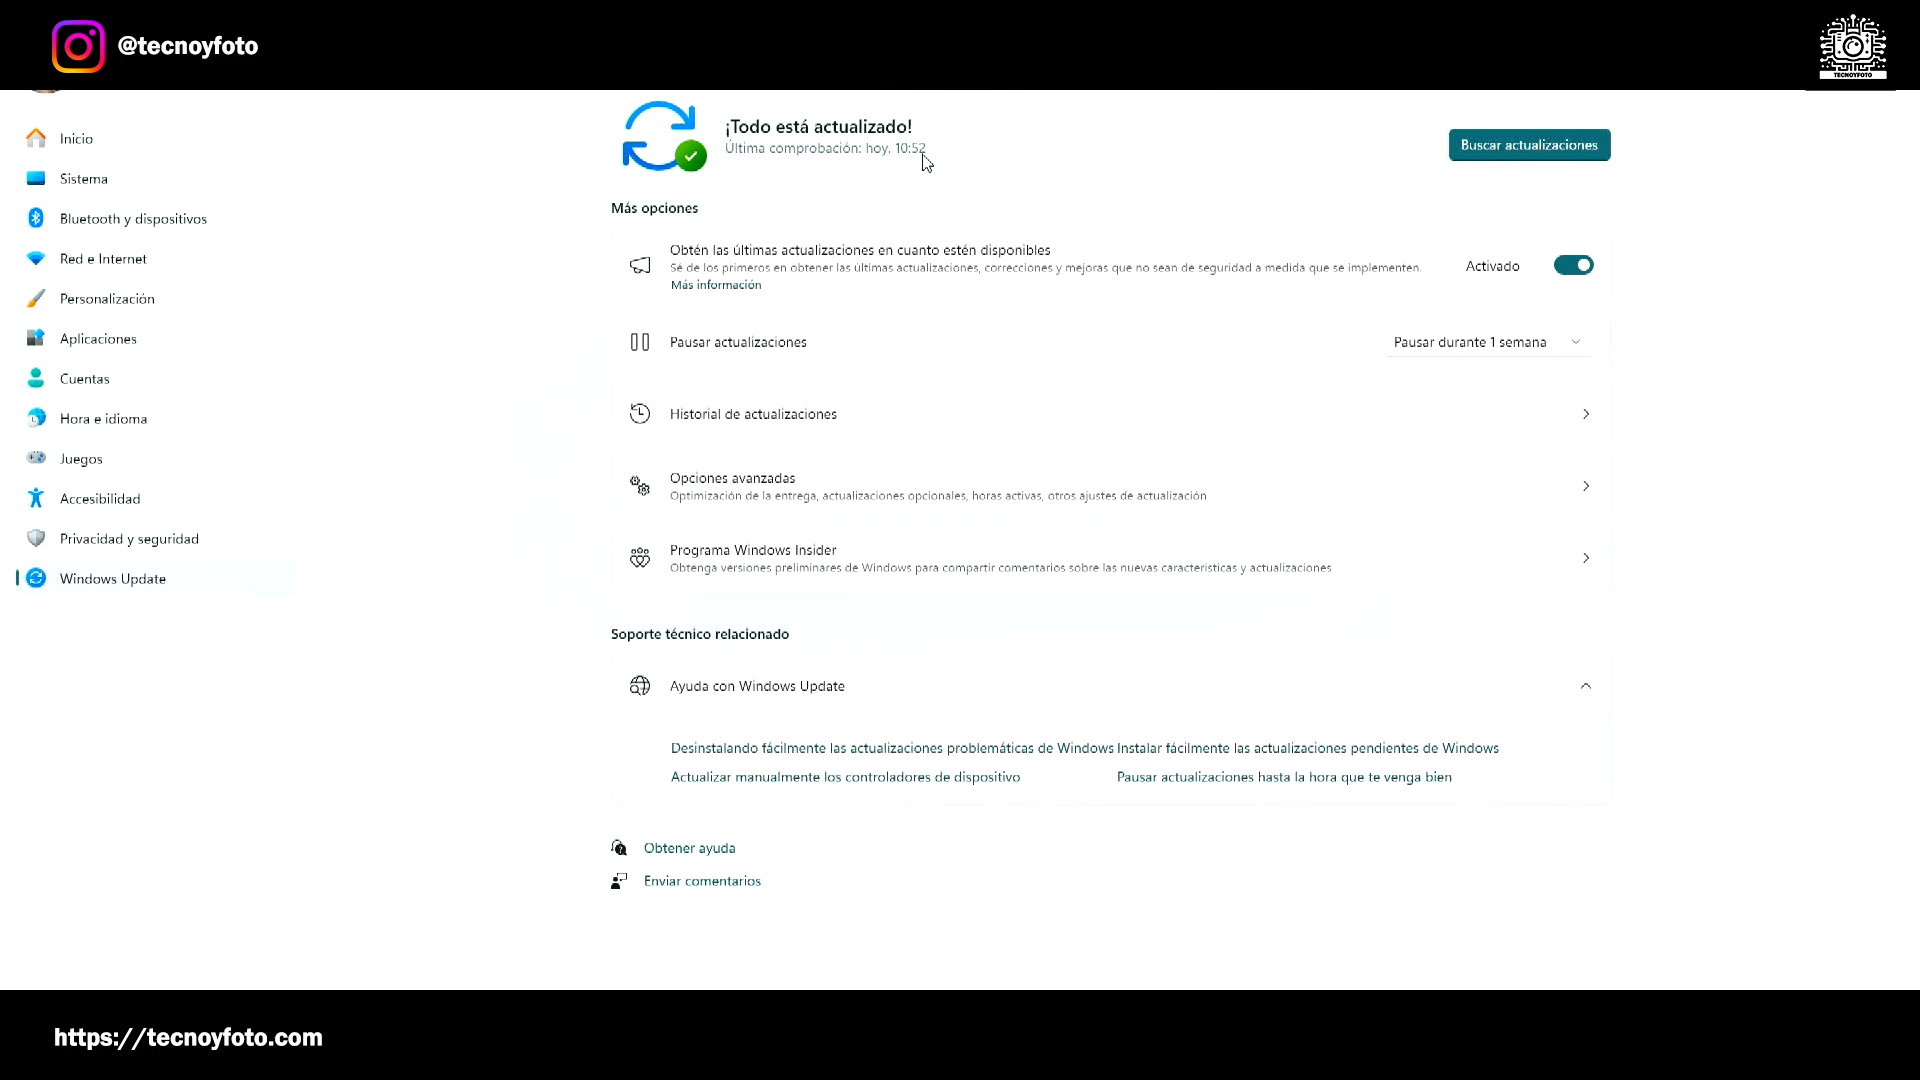 @tecnoyfoto
TECNOYFOTO
Inicio
Sistema
Bluetooth y dispositivos
Red e Internet
Personalización
Aplicaciones
Cuentas
Hora e idioma
Juegos
Accesibilidad
Privacidad y seguridad
Windows Update
¡Todo está actualizado!
Última comprobación: hoy, 10:52
Buscar actualizaciones
Más opciones
Obtén las últimas actualizaciones en cuanto estén disponibles
Sé de los primeros en obtener las últimas actualizaciones, correcciones y mejoras que no sean de seguridad a medida que se implementen.
Más información
Activado
Pausar actualizaciones
Pausar durante 1 semana
Historial de actualizaciones
Opciones avanzadas
Optimización de la entrega, actualizaciones opcionales, horas activas, otros ajustes de actualización
Programa Windows Insider
Obtenga versiones preliminares de Windows para compartir comentarios sobre las nuevas características y actualizaciones
Soporte técnico relacionado
Ayuda con Windows Update
Desinstalando fácilmente las actualizaciones problemáticas de Windows Instalar fácilmente las actualizaciones pendientes de Windows
Actualizar manualmente los controladores de dispositivo Pausar actualizaciones hasta la hora que te venga bien
Obtener ayuda
Enviar comentarios
https://tecnoyfoto.com